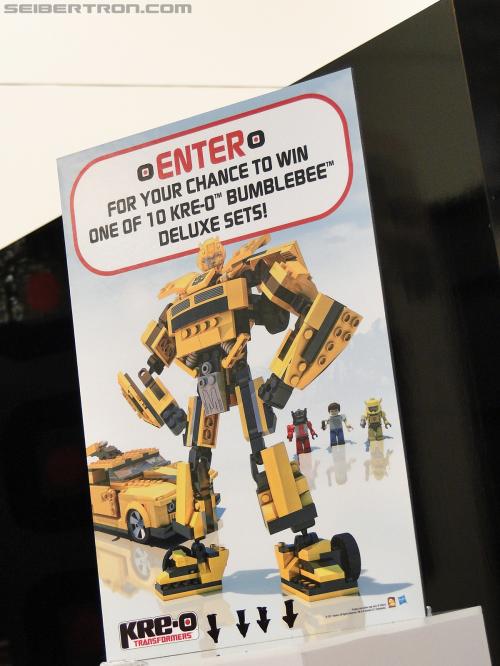 SEIBERTRON.COM
ENTER
FOR YOUR CHANCE TO WIN
ONE OF 10 KRE-O™ BUMBLEBEE™
DELUXE SETS!
KRE-O
TRANSFORMERS